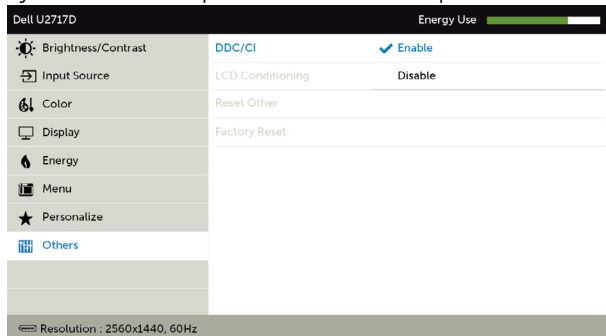 Dell U2717D Energy Use
Brightness/Contrast DDC/CI Enable
Input Source LCD Conditioning Disable
Color Reset Other
Display Factory Reset
Energy
Menu
Personalize
Others
Resolution : 2560x1440, 60Hz